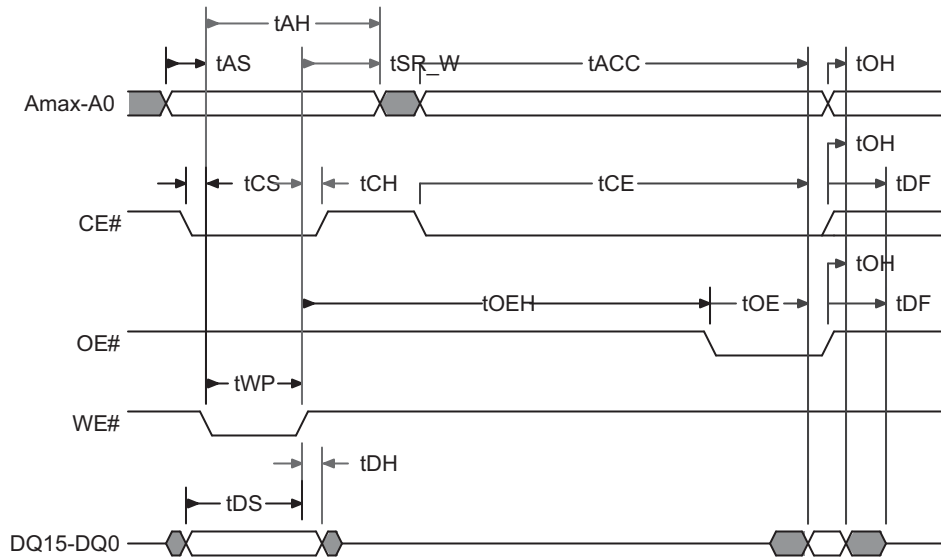 tAH
tAS tSR_W tACC tOH
Amax-A0
tOH
tCS tCH tCE tDF
CE#
tOH
tOEH tOE tDF
OE#
tWP
WE#
tDH
tDS
DQ15-DQ0